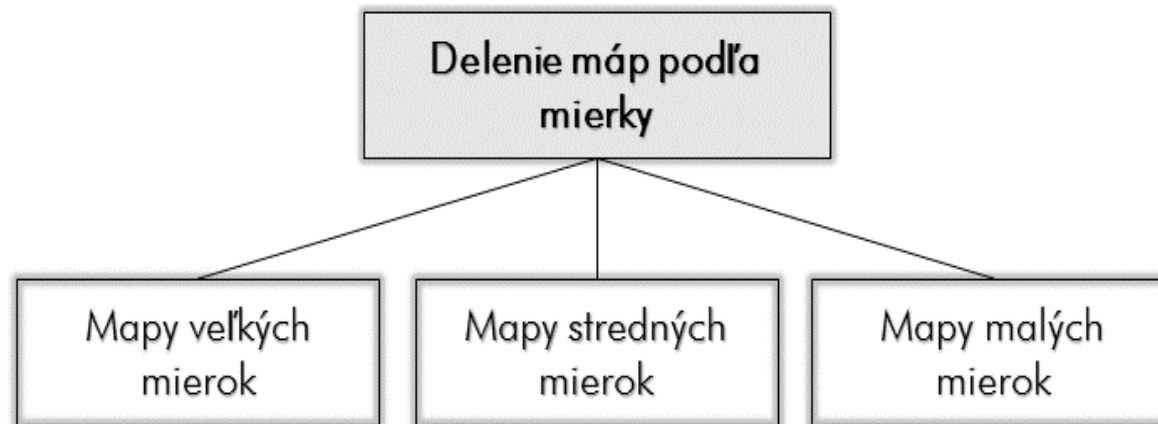 Delenie máp podľa
mierky
Mapy veľkých
mierok
Mapy stredných
mierok
Mapy malých
mierok